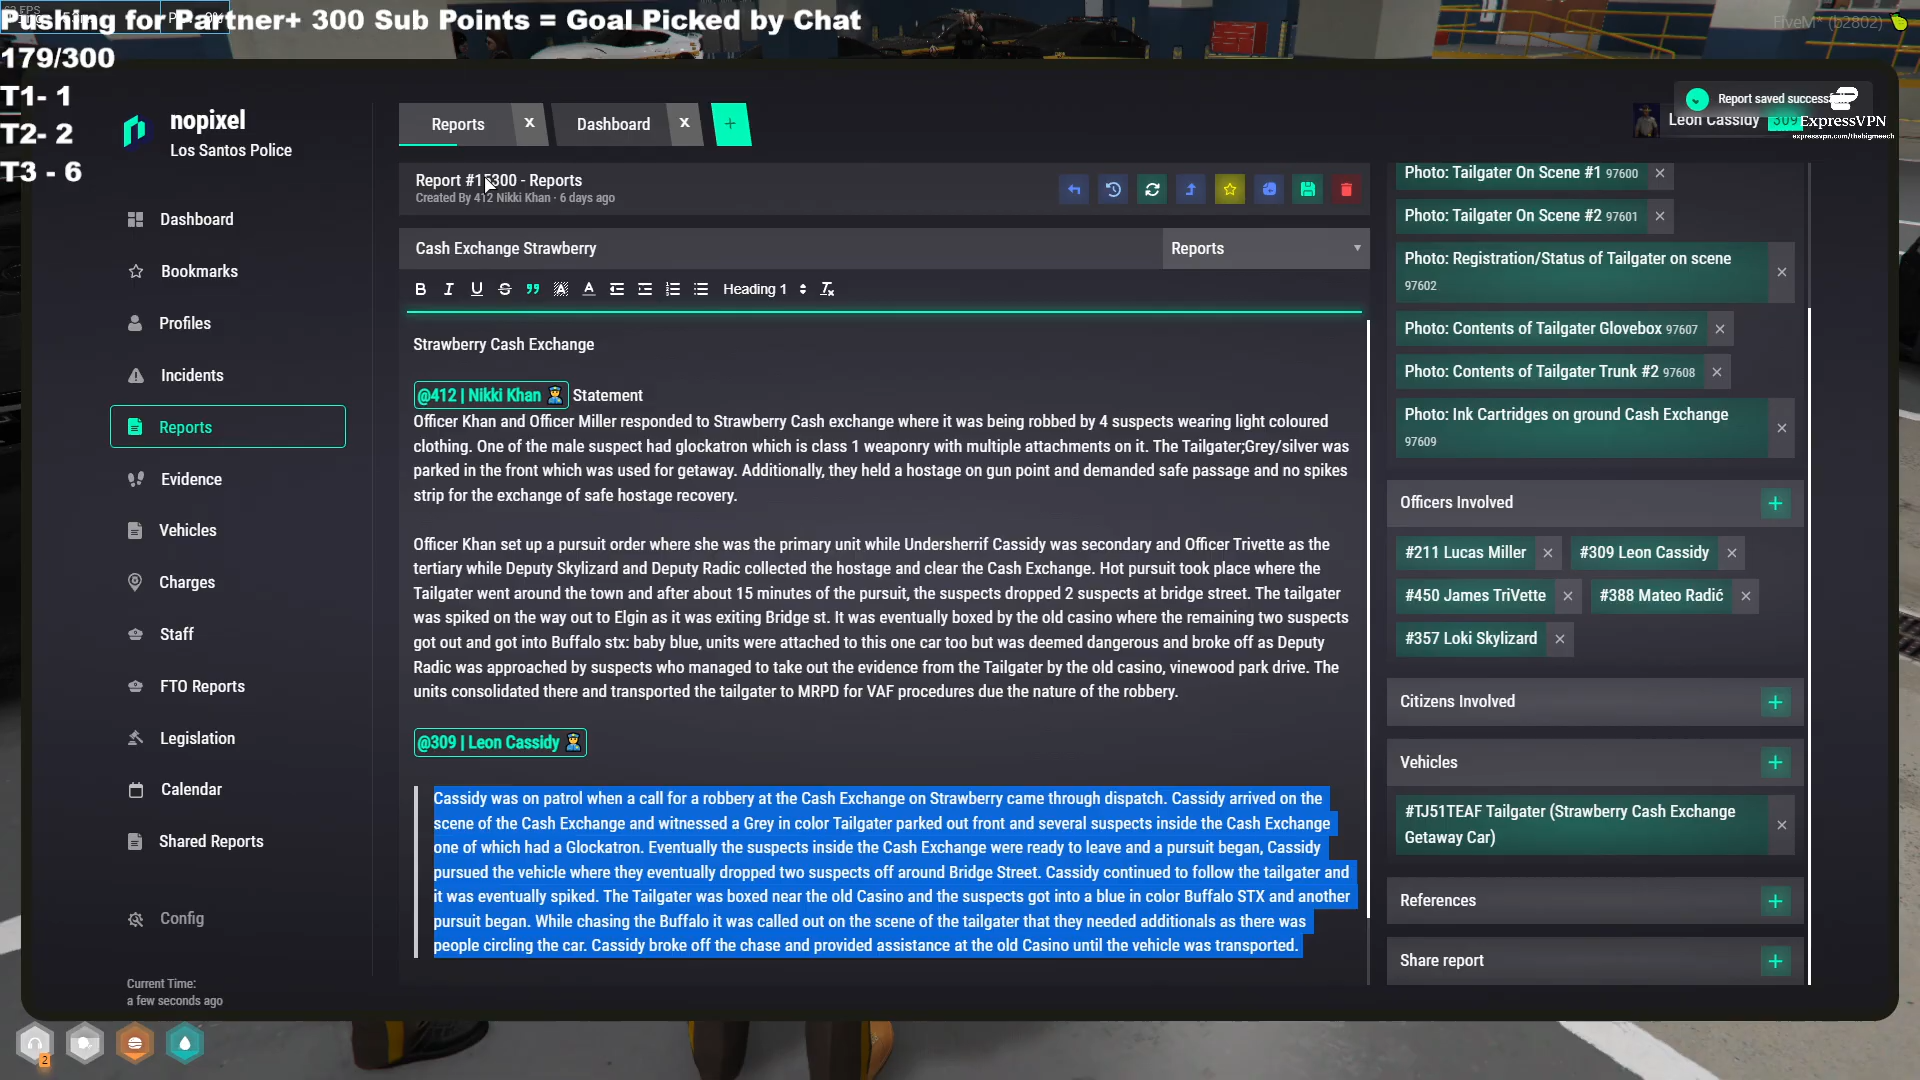 Pushing for Partner+ 300 Sub Points = Goal Picked by Chat
179/300
T1- 1
T2- 2
T3 - 6
FiveM* (b2802)
nopixel
Los Santos Police
Reports x
Dashboard x
+
Report saved success
Leon Cassidy 309
ExpressVPN
expressvpn.com/thebigmeech
Dashboard
Bookmarks
Profiles
Incidents
Reports
Evidence
Vehicles
Charges
Staff
FTO Reports
Legislation
Calendar
Shared Reports
Config
Current Time:
a few seconds ago
2
Report #15300 - Reports
Created By 412 Nikki Khan · 6 days ago
Cash Exchange Strawberry
Reports
B I U S
Heading 1
Strawberry Cash Exchange
@412 | Nikki Khan Statement
Officer Khan and Officer Miller responded to Strawberry Cash exchange where it was being robbed by 4 suspects wearing light coloured
clothing. One of the male suspect had glockatron which is class 1 weaponry with multiple attachments on it. The Tailgater;Grey/silver was
parked in the front which was used for getaway. Additionally, they held a hostage on gun point and demanded safe passage and no spikes
strip for the exchange of safe hostage recovery.
Officer Khan set up a pursuit order where she was the primary unit while Undersherrif Cassidy was secondary and Officer Trivette as the
tertiary while Deputy Skylizard and Deputy Radic collected the hostage and clear the Cash Exchange. Hot pursuit took place where the
Tailgater went around the town and after about 15 minutes of the pursuit, the suspects dropped 2 suspects at bridge street. The tailgater
was spiked on the way out to Elgin as it was exiting Bridge st. It was eventually boxed by the old casino where the remaining two suspects
got out and got into Buffalo stx: baby blue, units were attached to this one car too but was deemed dangerous and broke off as Deputy
Radic was approached by suspects who managed to take out the evidence from the Tailgater by the old casino, vinewood park drive. The
units consolidated there and transported the tailgater to MRPD for VAF procedures due the nature of the robbery.
@309 | Leon Cassidy
Cassidy was on patrol when a call for a robbery at the Cash Exchange on Strawberry came through dispatch. Cassidy arrived on the
scene of the Cash Exchange and witnessed a Grey in color Tailgater parked out front and several suspects inside the Cash Exchange
one of which had a Glockatron. Eventually the suspects inside the Cash Exchange were ready to leave and a pursuit began, Cassidy
pursued the vehicle where they eventually dropped two suspects off around Bridge Street. Cassidy continued to follow the tailgater and
it was eventually spiked. The Tailgater was boxed near the old Casino and the suspects got into a blue in color Buffalo STX and another
pursuit began. While chasing the Buffalo it was called out on the scene of the tailgater that they needed additionals as there was
people circling the car. Cassidy broke off the chase and provided assistance at the old Casino until the vehicle was transported.
Photo: Tailgater On Scene #1 97600
Photo: Tailgater On Scene #2 97601
Photo: Registration/Status of Tailgater on scene
97602
Photo: Contents of Tailgater Glovebox 97607
Photo: Contents of Tailgater Trunk #2 97608
Photo: Ink Cartridges on ground Cash Exchange
97609
Officers Involved
#211 Lucas Miller
#309 Leon Cassidy
#450 James TriVette
#388 Mateo Radić
#357 Loki Skylizard
Citizens Involved
Vehicles
#TJ51TEAF Tailgater (Strawberry Cash Exchange
Getaway Car)
References
Share report